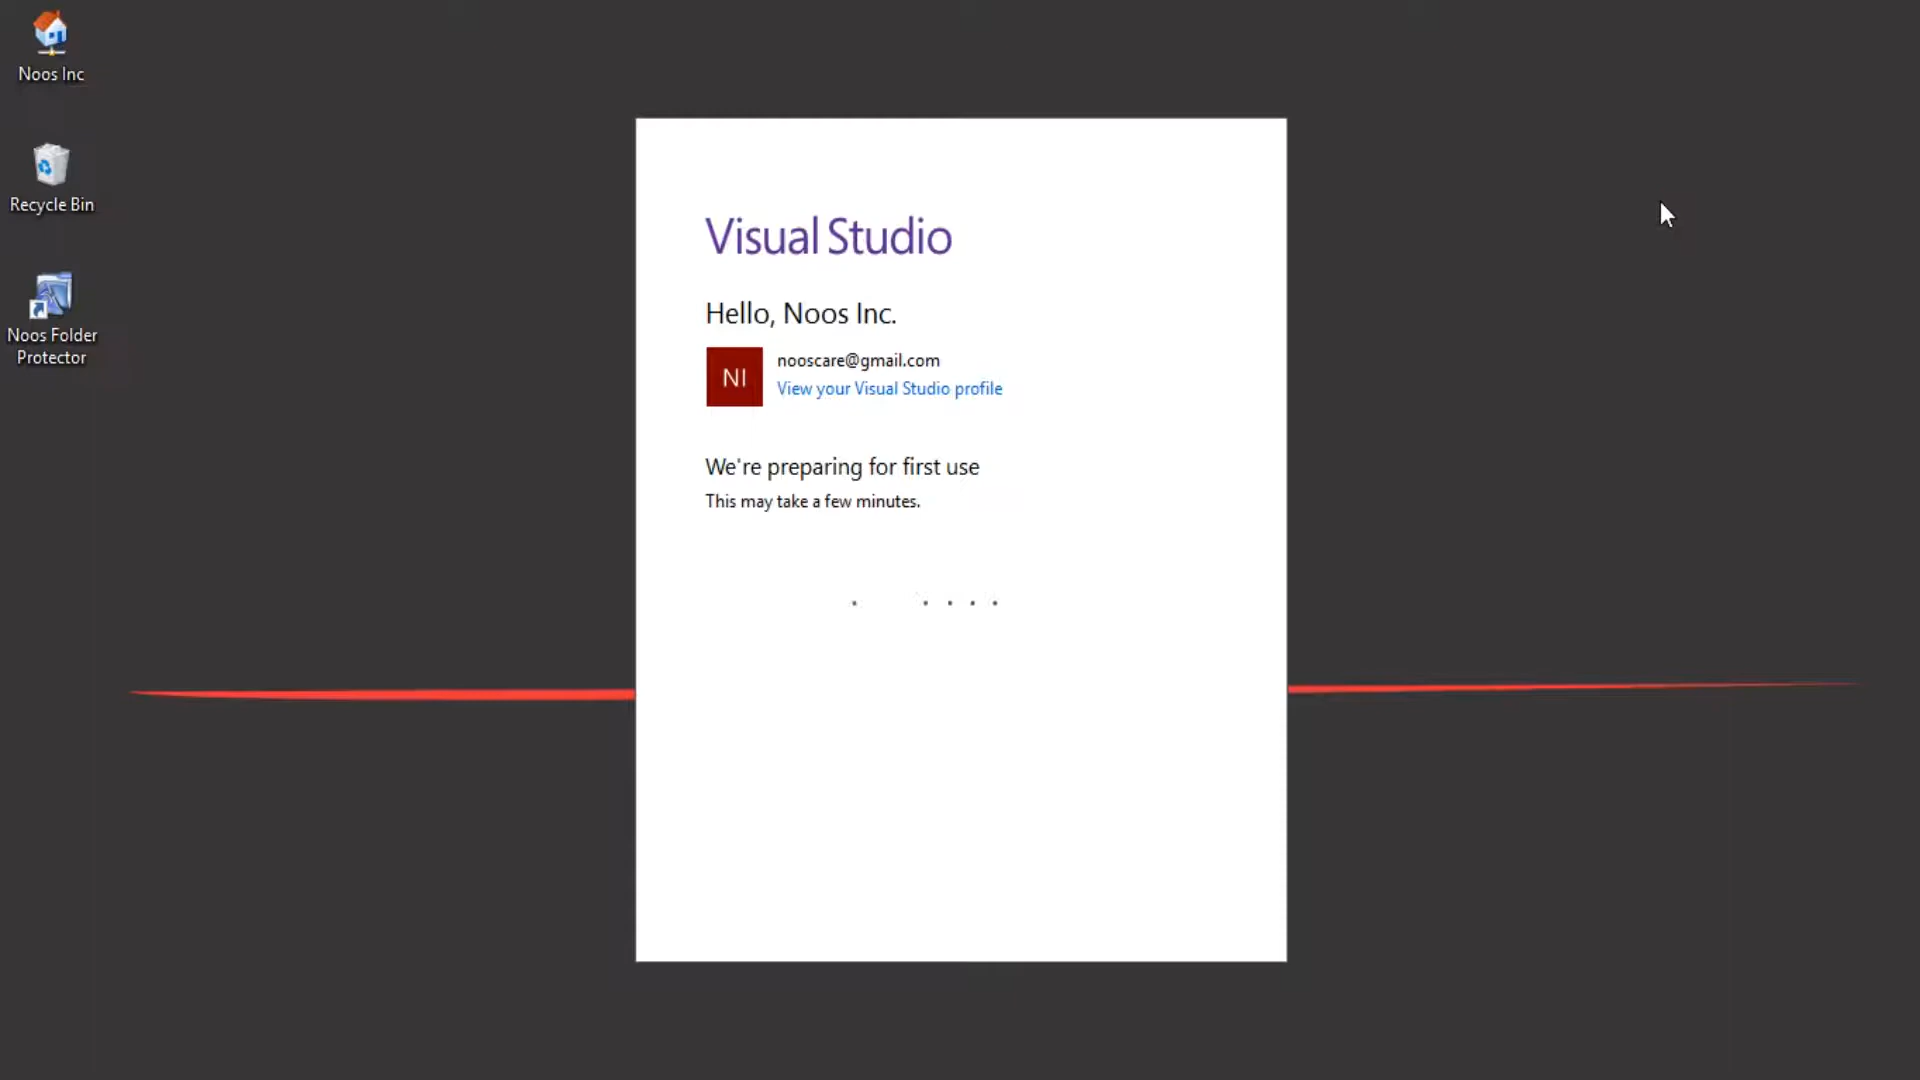 Noos Inc
Recycle Bin
Noos Folder
Protector
Visual Studio
Hello, Noos Inc.
NI
nooscare@gmail.com
View your Visual Studio profile
We're preparing for first use
This may take a few minutes.